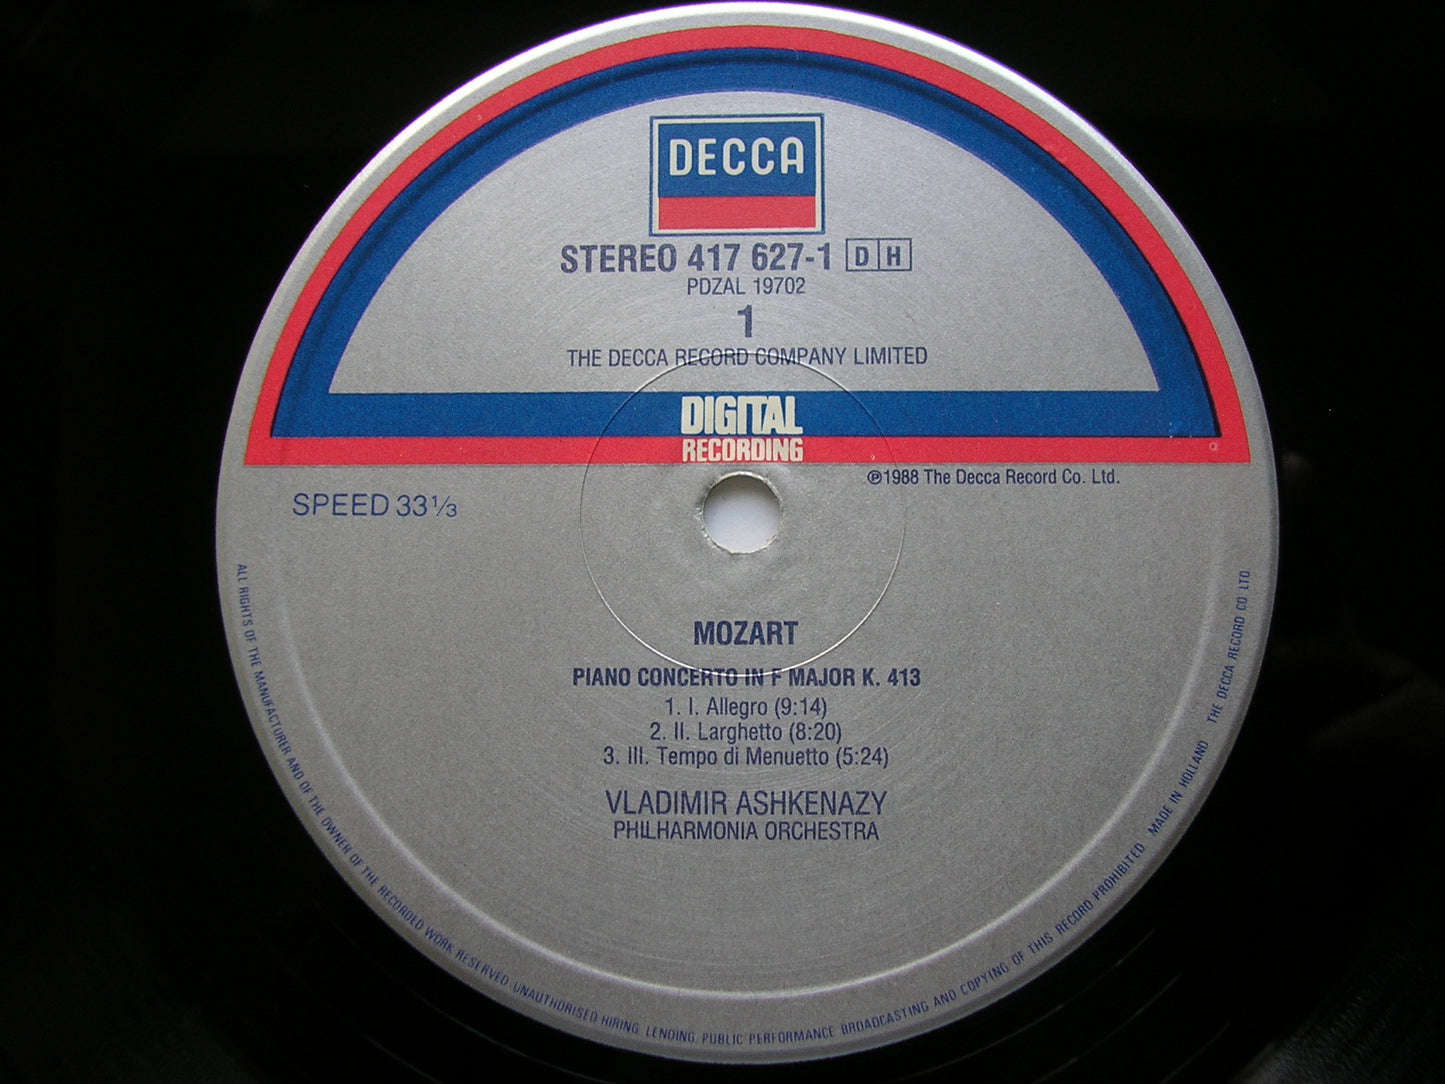 DECCA
STEREO 417 627-1 D H
PDZAL 19702
1
THE DECCA RECORD COMPANY LIMITED
DIGITAL
RECORDING
℗1988 The Decca Record Co. Ltd.
SPEED 33⅓
MOZART
PIANO CONCERTO IN F MAJOR K. 413
1. I. Allegro (9:14)
2. II. Larghetto (8:20)
3. III. Tempo di Menuetto (5:24)
VLADIMIR ASHKENAZY
PHILHARMONIA ORCHESTRA
ALL RIGHTS OF THE MANUFACTURER AND OF THE OWNER OF THE RECORDED WORK RESERVED. UNAUTHORISED HIRING, LENDING, PUBLIC PERFORMANCE BROADCASTING AND COPYING OF THIS RECORD PROHIBITED MADE IN HOLLAND THE DECCA RECORD CO LTD